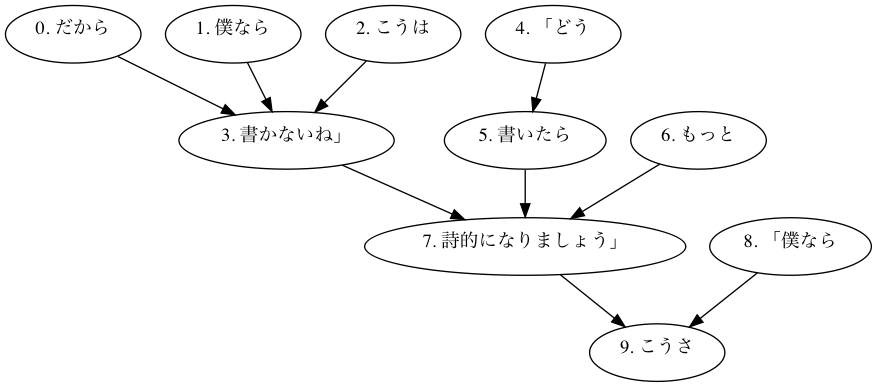 0. だから
1. 僕なら
2. こうは
4. 「どう
3. 書かないね」
5. 書いたら
6. もっと
7. 詩的になりましょう」
8. 「僕なら
9. こうさ